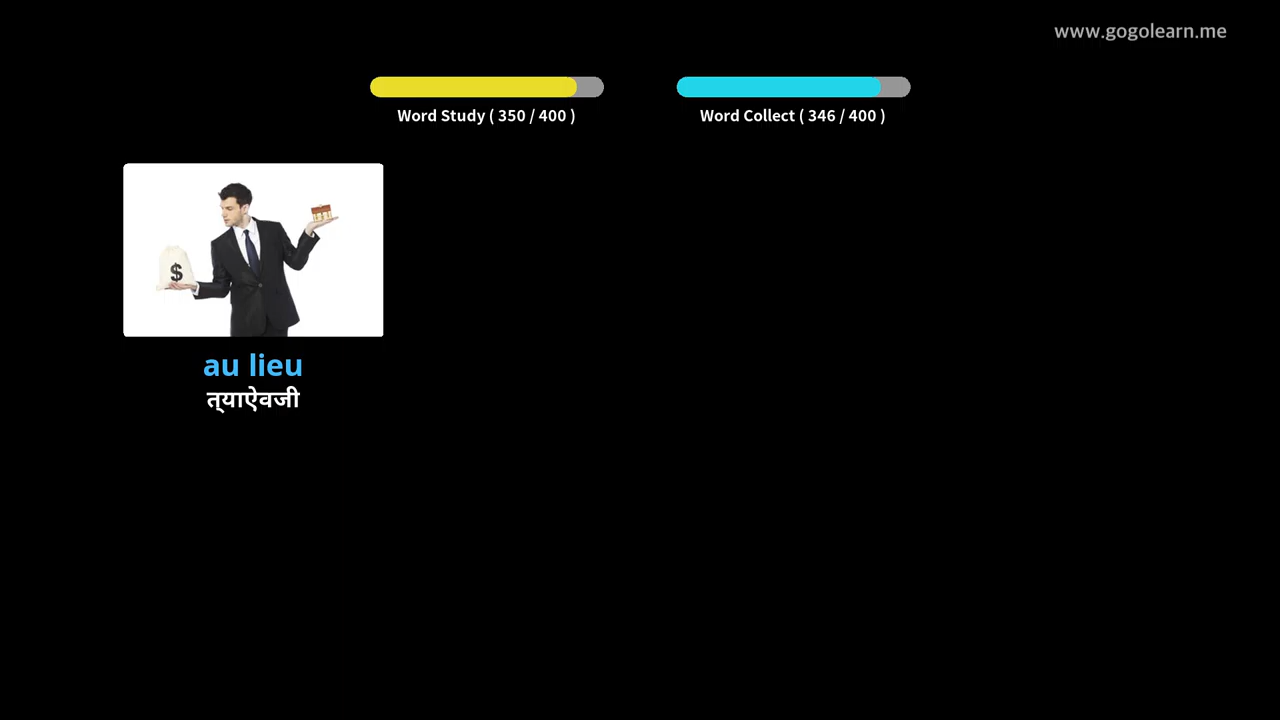 www.gogolearn.me
Word Study ( 350 / 400 )
Word Collect ( 346 / 400 )
$
au lieu
त्याऐवजी